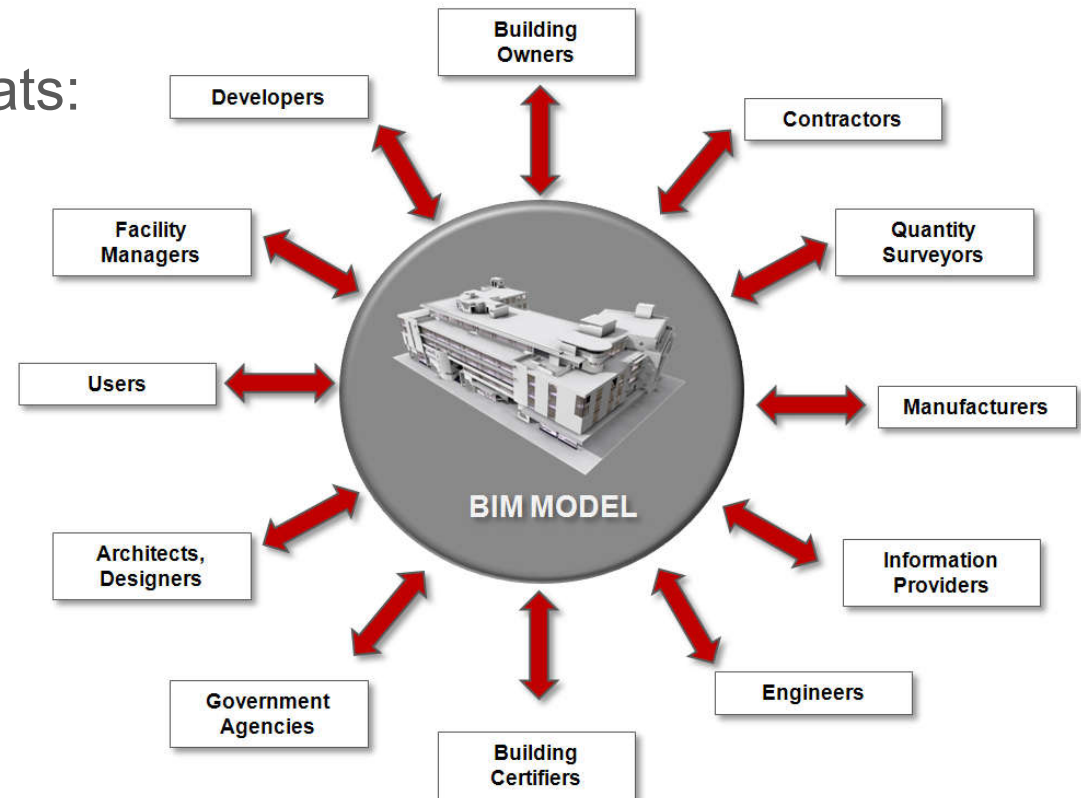 ats:
Building
Owners
Developers
Contractors
Facility
Managers
Quantity
Surveyors
Users
Manufacturers
BIM MODEL
Architects,
Designers
Information
Providers
Government
Agencies
Engineers
Building
Certifiers